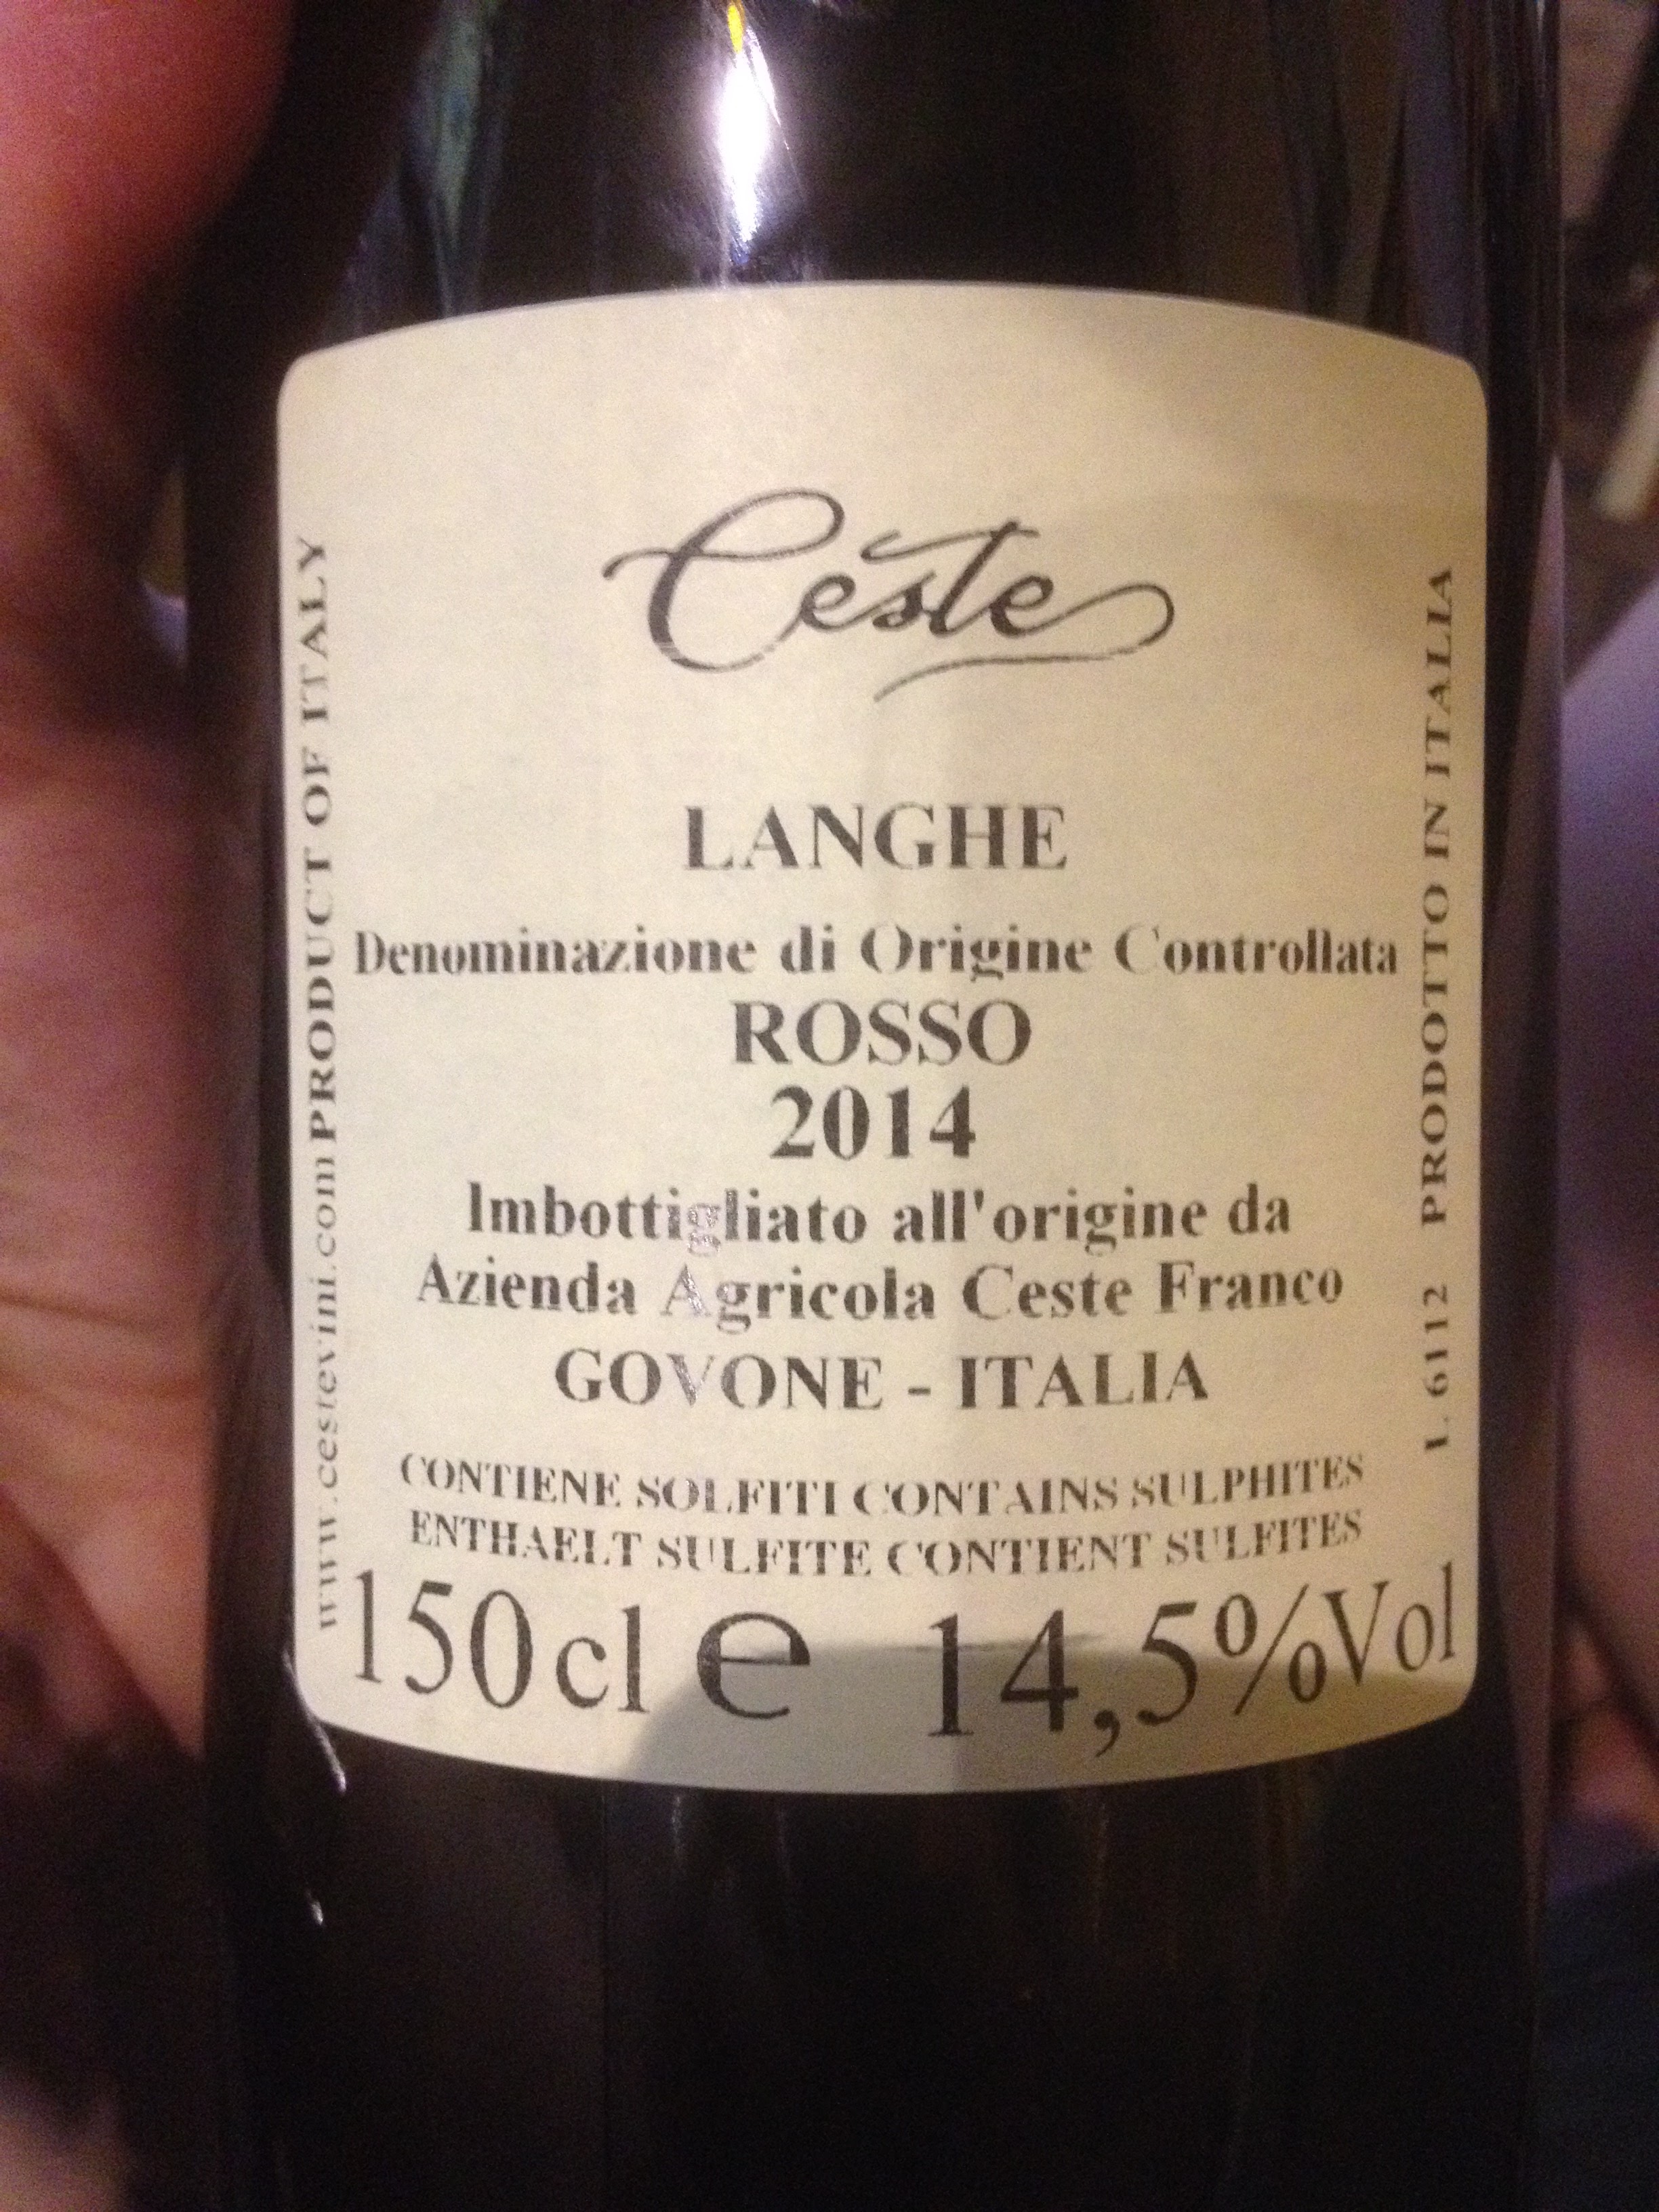 Ceste
LANGHE
Denominazione di Origine Controllata
ROSSO
2014
Imbottigliato all'origine da
Azienda Agricola Ceste Franco
GOVONE - ITALIA
CONTIENE SOLFITI CONTAINS SULPHITES
ENTHAELT SULFITE CONTIENT SULFITES
150 cl e 14,5%Vol
www.cestevini.com PRODUCT OF ITALY
L. 6112 PRODOTTO IN ITALIA